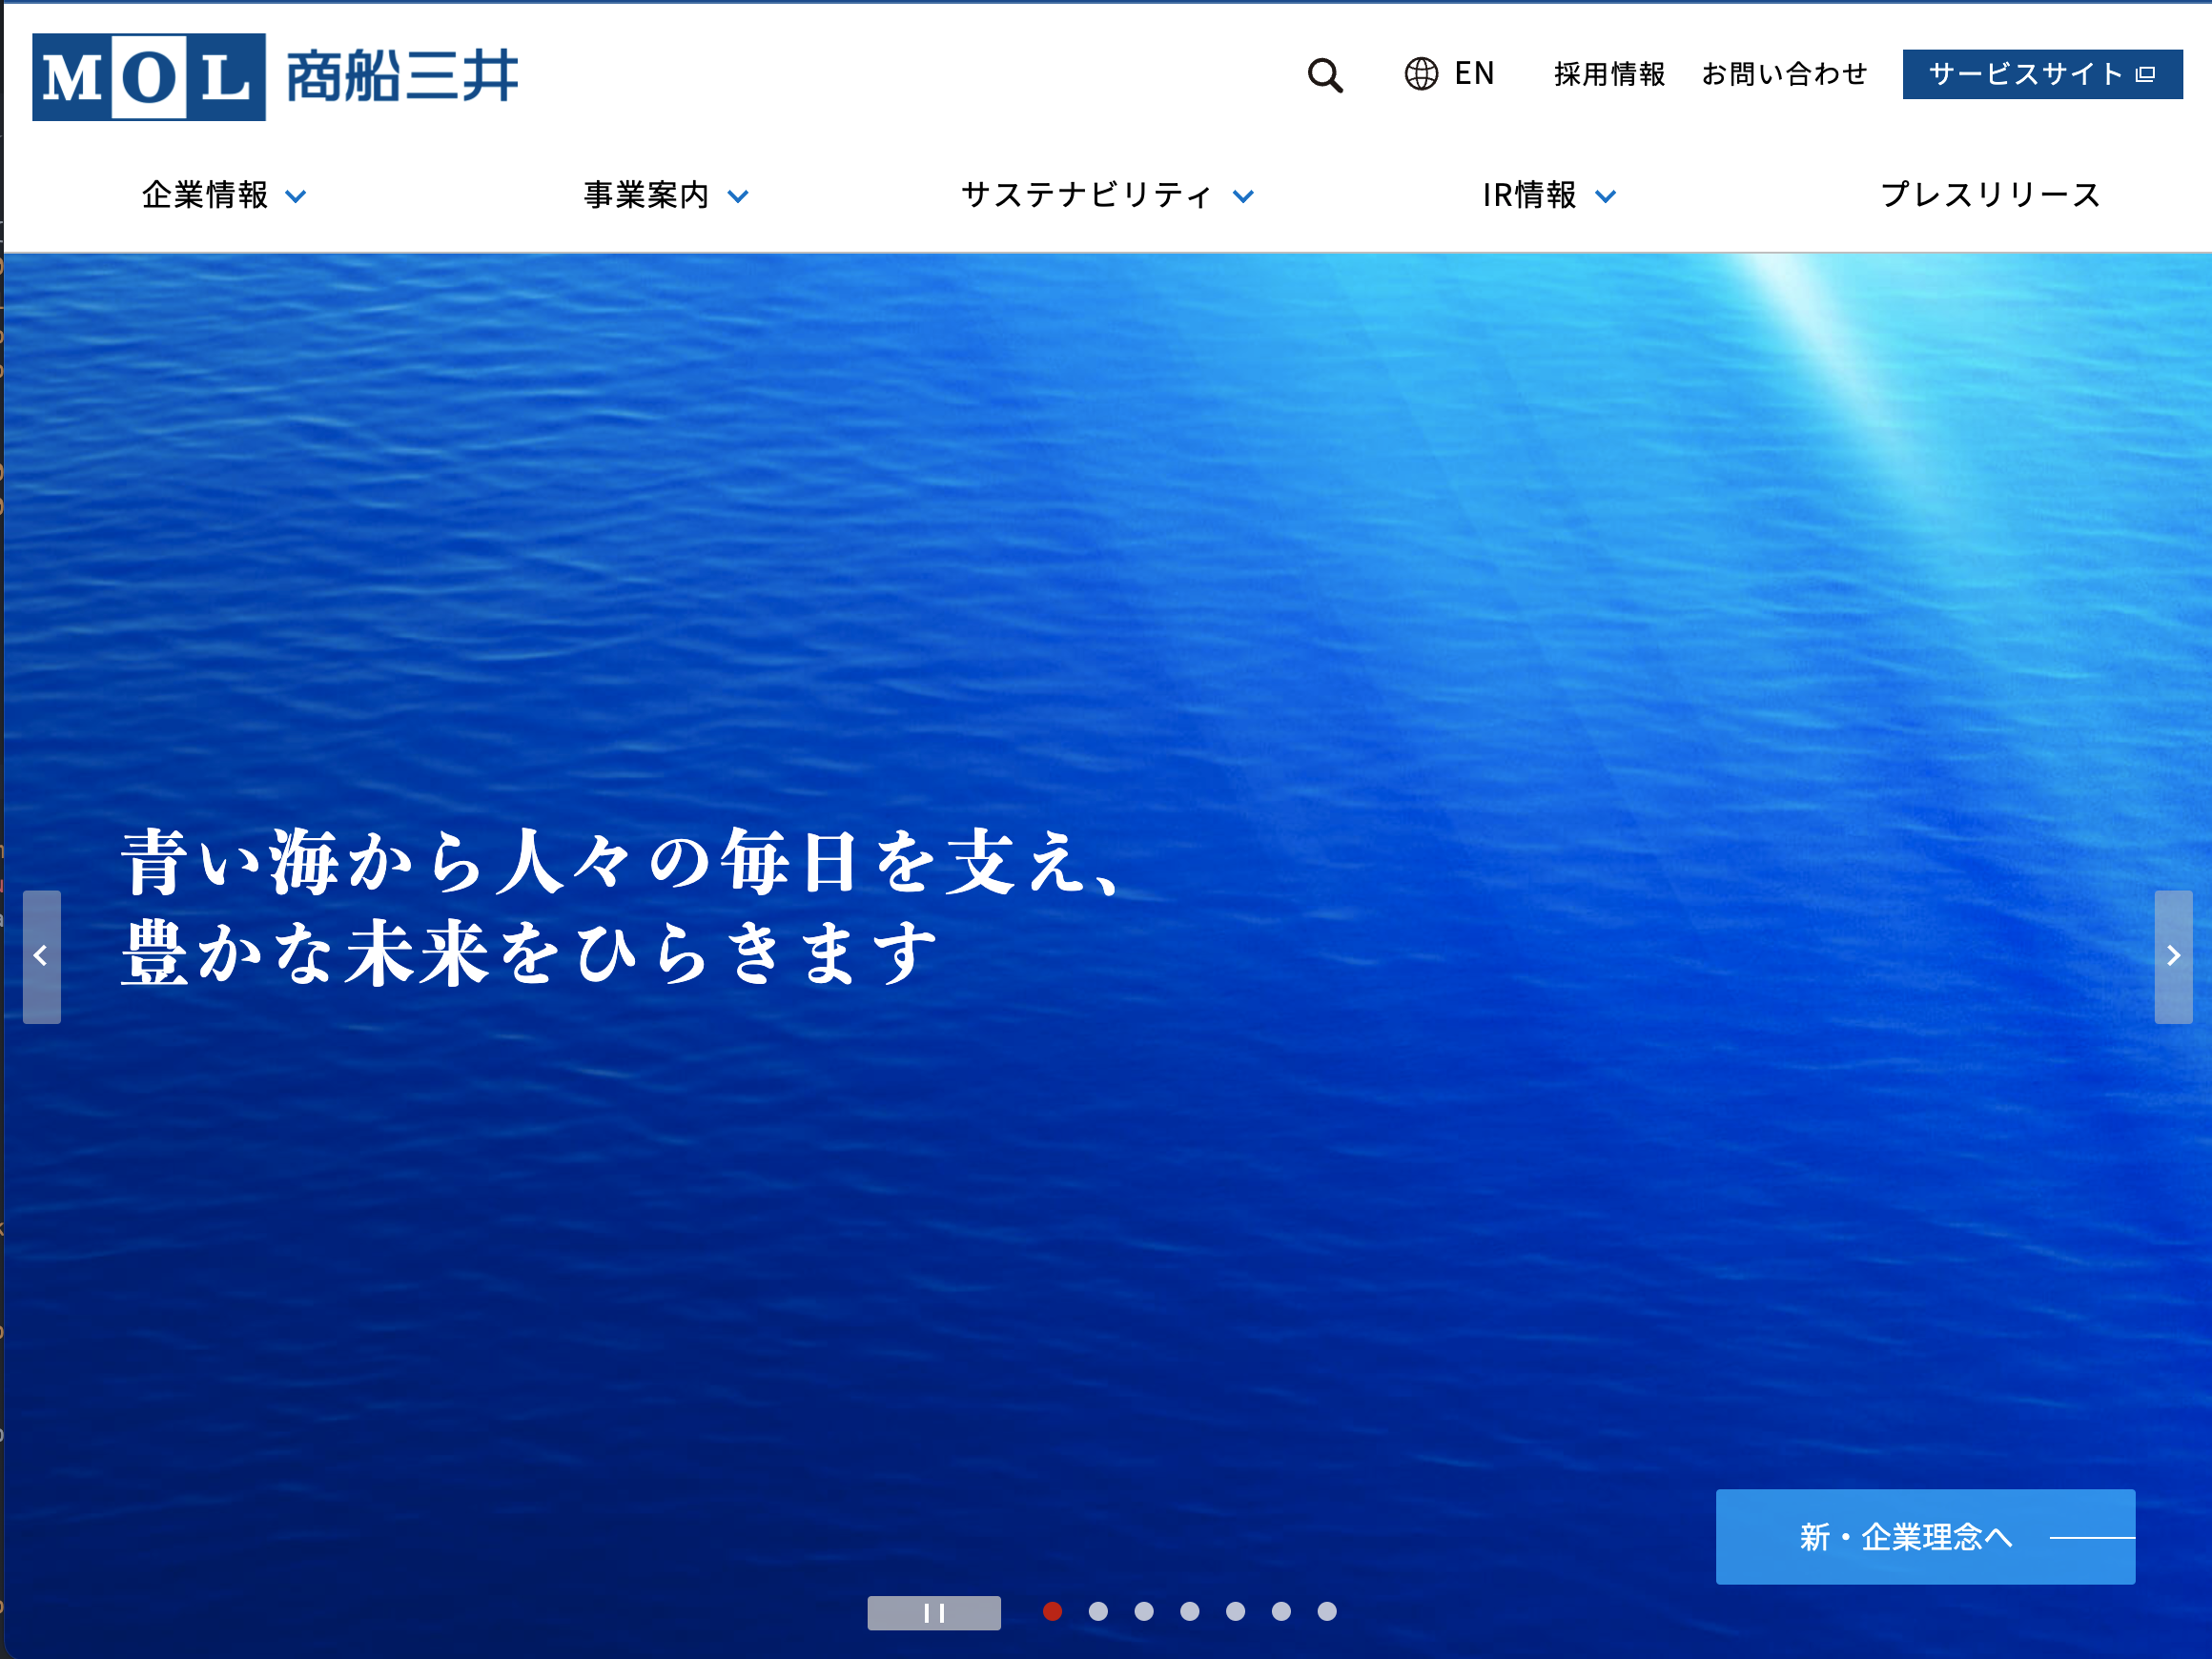 MOL 商船三井
EN 採用情報 お問い合わせ サービスサイト
企業情報 事業案内 サステナビリティ IR情報 プレスリリース
青い海から人々の毎日を支え、
豊かな未来をひらきます
新・企業理念へ